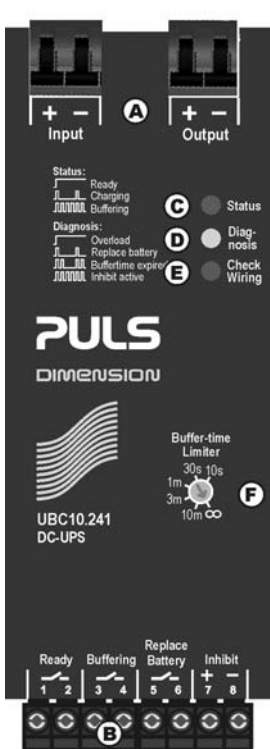 + − + −
Input A Output
Status:
Ready
Charging
Buffering
Diagnosis:
Overload
Replace battery
Buffertime expired
Inhibit active
C Status
D Diag-
nosis
E Check
Wiring
PULS
DIMENSION
UBC10.241
DC-UPS
Buffer-time
Limiter
30s 10s
1m
3m
10m ∞
F
Ready Buffering Replace
Battery Inhibit
+ −
1 2 3 4 5 6 7 8
B